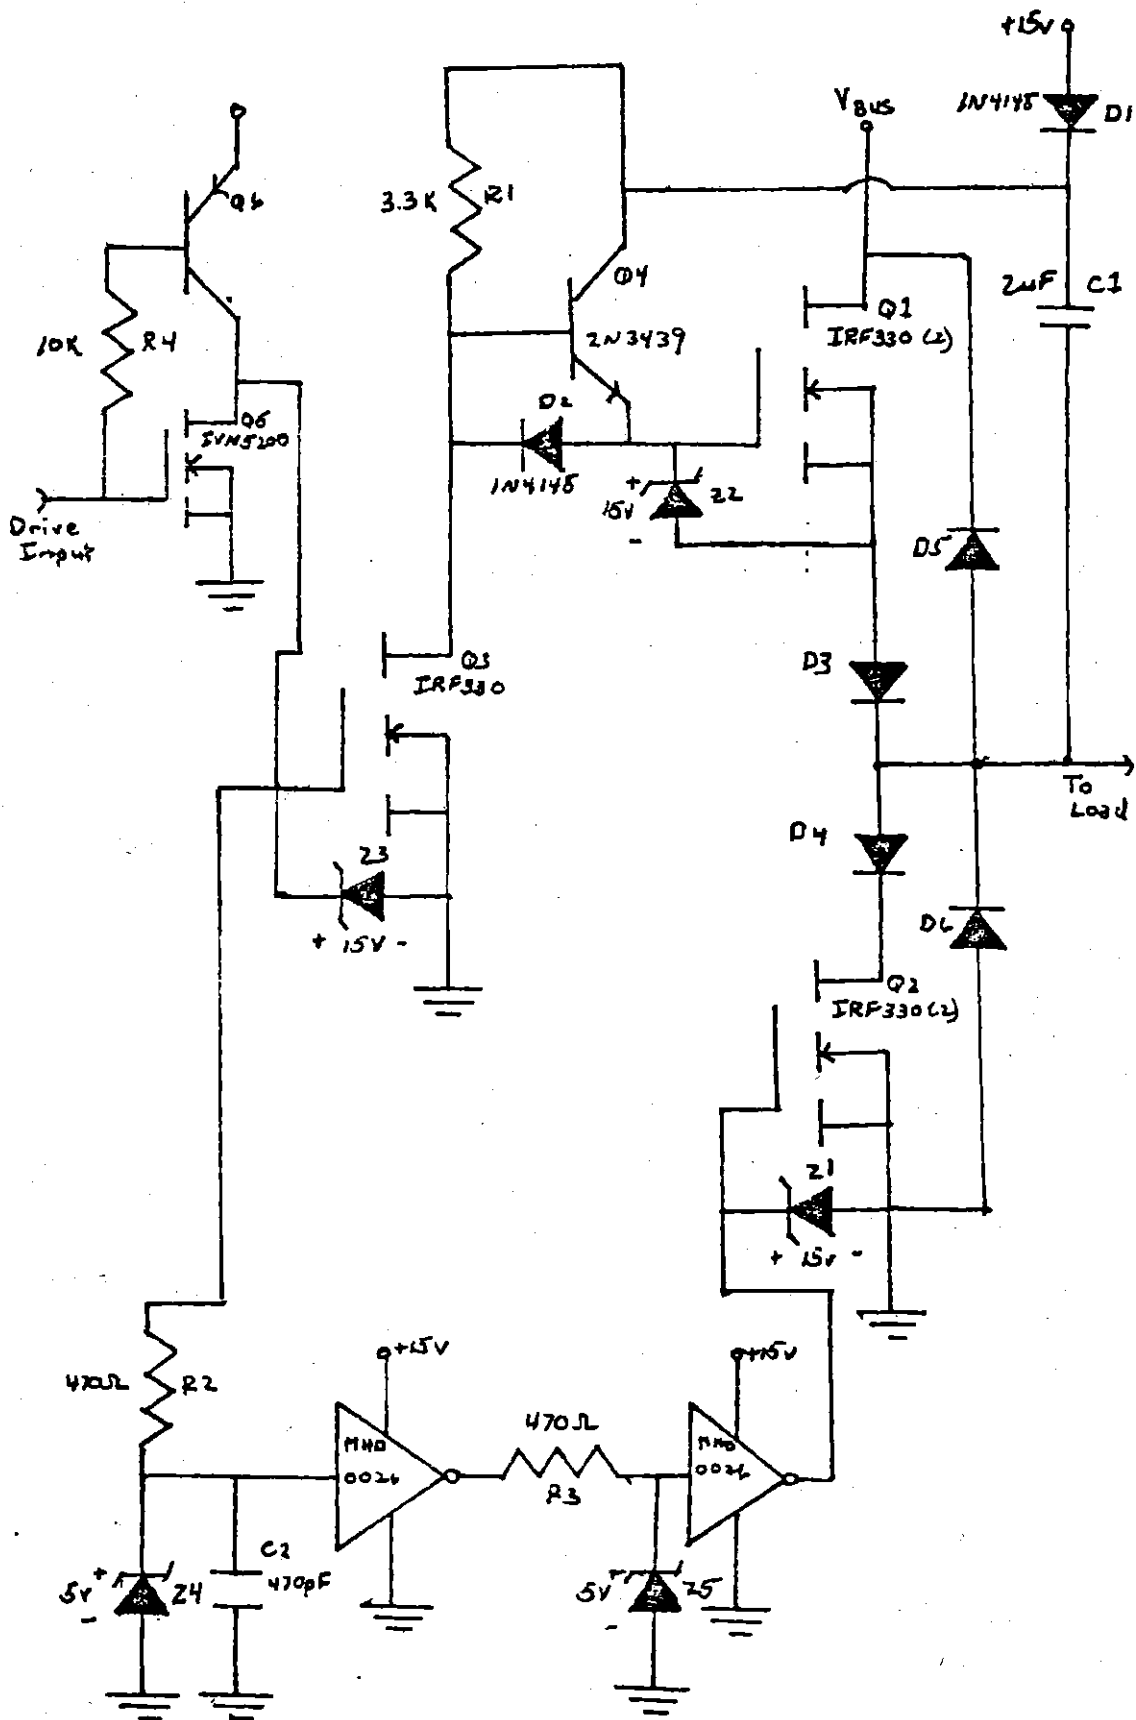 +15v
1N4148
D1
VBUS
Q6
3.3K
R1
Q4
2N3439
2uF
C1
Q1
IRF330 (2)
10K
R4
Q5
IVN5200
D2
1N4148
+
15v
-
Z2
Drive
Input
D5
D3
Q3
IRF330
To
Load
D4
Z3
+ 15V -
D6
Q2
IRF330 (2)
Z1
+ 15v -
470Ω
R2
+15v
MHO
0026
470Ω
R3
+15v
MHO
0026
5v
+
-
Z4
C2
470pF
5v
+
-
Z5